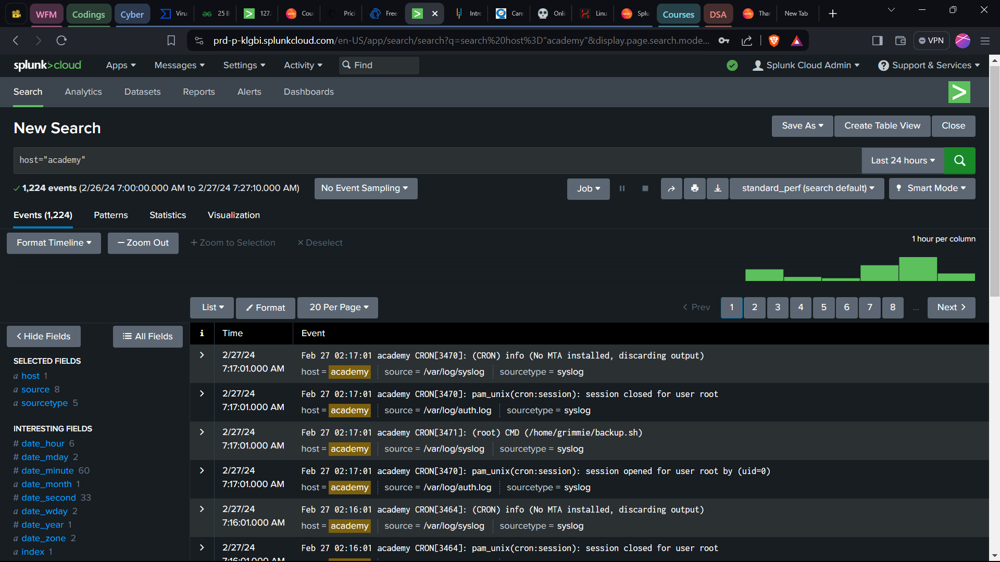 WFM
Codings
Cyber
Viru
25 B
127.
Cou
Prici
Free
Intro
Care
Onli
Linu
Splu
Courses
DSA
Thar
New Tab
prd-p-klgbi.splunkcloud.com/en-US/app/search/search?q=search%20host%3D"academy"&display.page.search.mode...
VPN
splunk>cloud
Apps
Messages
Settings
Activity
Find
Splunk Cloud Admin
Support & Services
Search
Analytics
Datasets
Reports
Alerts
Dashboards
New Search
Save As
Create Table View
Close
host="academy"
Last 24 hours
1,224 events (2/26/24 7:00:00.000 AM to 2/27/24 7:27:10.000 AM)
No Event Sampling
Job
standard_perf (search default)
Smart Mode
Events (1,224)
Patterns
Statistics
Visualization
Format Timeline
— Zoom Out
+ Zoom to Selection
× Deselect
1 hour per column
List
Format
20 Per Page
< Prev
1
2
3
4
5
6
7
8
...
Next >
< Hide Fields
All Fields
SELECTED FIELDS
a host 1
a source 8
a sourcetype 5
INTERESTING FIELDS
# date_hour 6
# date_mday 2
# date_minute 60
a date_month 1
# date_second 33
a date_wday 2
# date_year 1
a date_zone 2
a index 1
i
Time
Event
2/27/24
7:17:01.000 AM
Feb 27 02:17:01 academy CRON[3470]: (CRON) info (No MTA installed, discarding output)
host = academy source = /var/log/syslog sourcetype = syslog
2/27/24
7:17:01.000 AM
Feb 27 02:17:01 academy CRON[3470]: pam_unix(cron:session): session closed for user root
host = academy source = /var/log/auth.log sourcetype = syslog
2/27/24
7:17:01.000 AM
Feb 27 02:17:01 academy CRON[3471]: (root) CMD (/home/grimmie/backup.sh)
host = academy source = /var/log/syslog sourcetype = syslog
2/27/24
7:17:01.000 AM
Feb 27 02:17:01 academy CRON[3470]: pam_unix(cron:session): session opened for user root by (uid=0)
host = academy source = /var/log/auth.log sourcetype = syslog
2/27/24
7:16:01.000 AM
Feb 27 02:16:01 academy CRON[3464]: (CRON) info (No MTA installed, discarding output)
host = academy source = /var/log/syslog sourcetype = syslog
2/27/24
7:16:01.000 AM
Feb 27 02:16:01 academy CRON[3464]: pam_unix(cron:session): session closed for user root